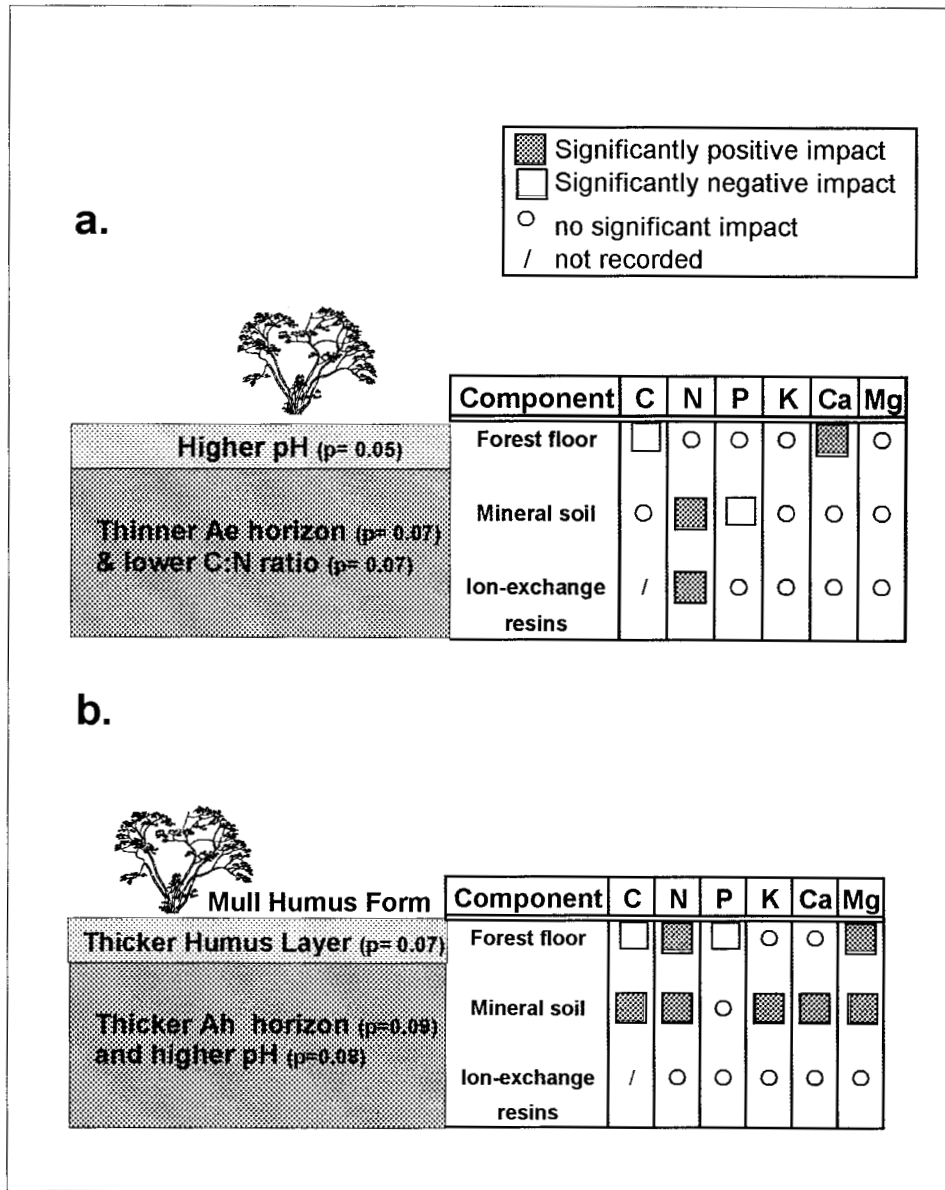 Significantly positive impact
Significantly negative impact
no significant impact
/ not recorded
a.
Component C N P K Ca Mg
Higher pH (p= 0.05)
Forest floor
Thinner Ae horizon (p= 0.07)
& lower C:N ratio (p= 0.07)
Mineral soil
Ion-exchange /
resins
b.
Mull Humus Form
Component C N P K Ca Mg
Thicker Humus Layer (p= 0.07)
Forest floor
Thicker Ah horizon (p=0.09)
and higher pH (p=0.08)
Mineral soil
Ion-exchange /
resins